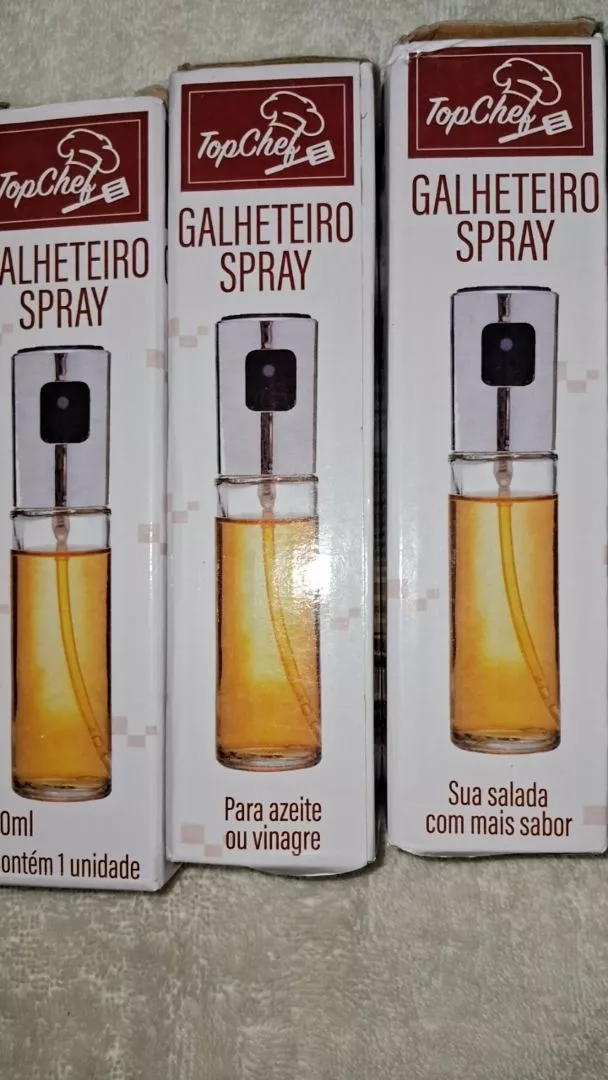 TopChef
ALHETEIRO
SPRAY
0ml
ontém 1 unidade
TopChef
GALHETEIRO
SPRAY
Para azeite
ou vinagre
TopChef
GALHETEIRO
SPRAY
Sua salada
com mais sabor